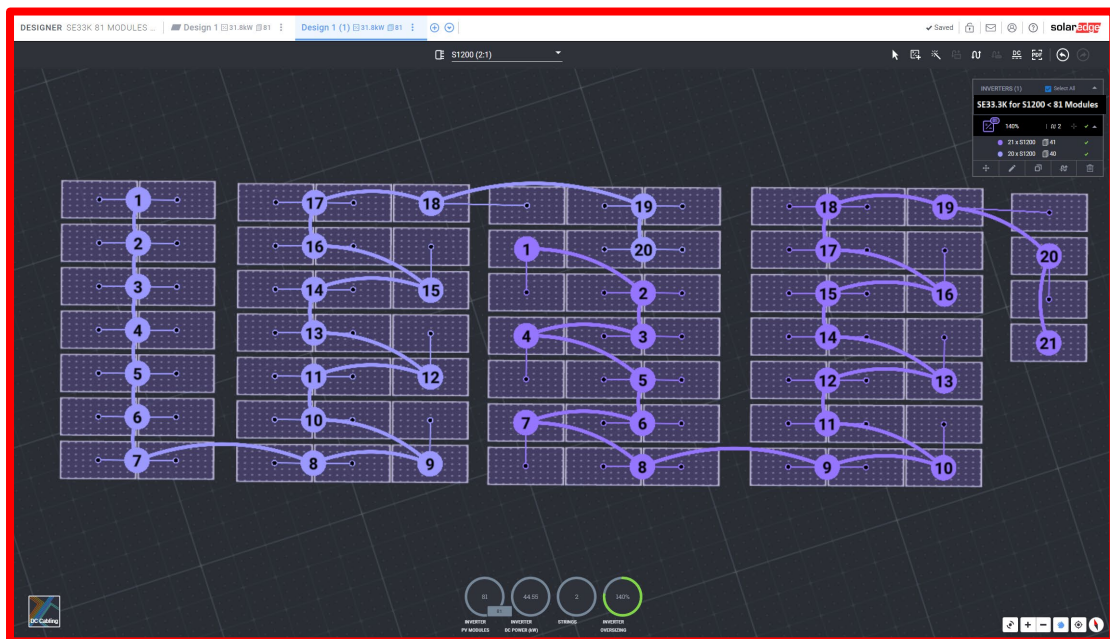 DESIGNER SE33K 81 MODULES ... Design 1 31.8kW 81 Design 1 (1) 31.8kW 81
Saved solaredge
S1200 (2:1)
DC PDF
INVERTERS (1) Select All
SE33.3K for S1200 < 81 Modules
140% 2
21 x S1200 41
20 x S1200 40
1 17 18 19 18 19
2 16 1 20 17 20
3 14 15 2 15 16
4 13 4 3 14 21
5 11 12 5 12 13
6 10 7 6 11
7 8 9 8 9 10
81 44.55 2 140%
81
INVERTER PV MODULES
INVERTER DC POWER (kW)
STRINGS
INVERTER OVERSIZING
DC Cabling